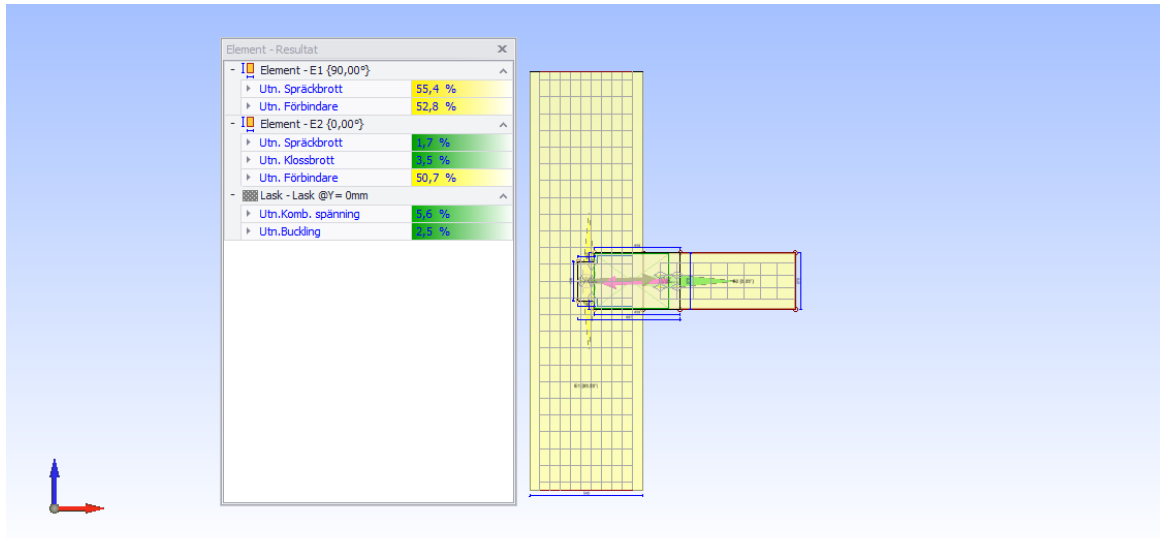 Element - Resultat
Element - E1 {90,00°}
Utn. Spräckbrott 55,4 %
Utn. Förbindare 52,8 %
Element - E2 {0,00°}
Utn. Spräckbrott 1,7 %
Utn. Klossbrott 3,5 %
Utn. Förbindare 50,7 %
Lask - Lask @Y= 0mm
Utn.Komb. spänning 5,6 %
Utn.Buckling 2,5 %